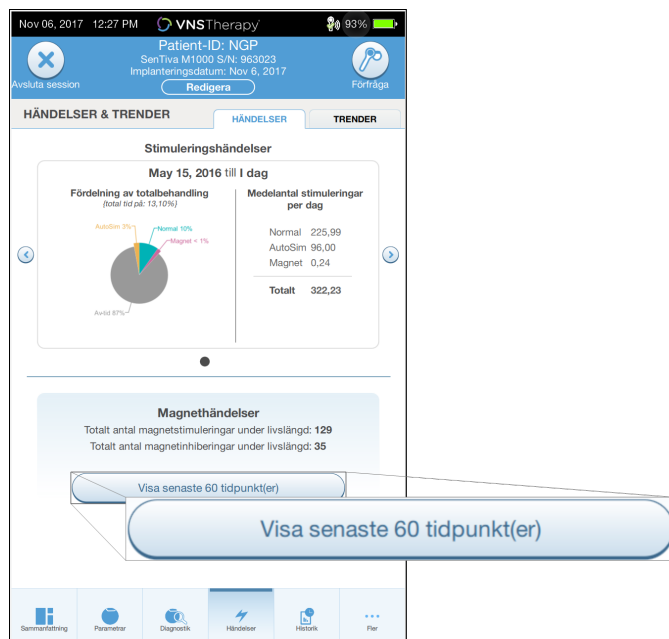 Nov 06, 2017 12:27 PM VNSTherapy 93%
Patient-ID: NGP
SenTiva M1000 S/N: 963023
Implanteringsdatum: Nov 6, 2017
Avsluta session
Redigera
Förfråga
HÄNDELSER & TRENDER
HÄNDELSER
TRENDER
Stimuleringshändelser
May 15, 2016 till I dag
Fördelning av totalbehandling
(total tid på: 13,10%)
AutoSim 3%
Normal 10%
Magnet < 1%
Av-tid 87%
Medelantal stimuleringar
per dag
Normal 225,99
AutoSim 96,00
Magnet 0,24
Totalt 322,23
Magnethändelser
Totalt antal magnetstimuleringar under livslängd: 129
Totalt antal magnetinhiberingar under livslängd: 35
Visa senaste 60 tidpunkt(er)
Visa senaste 60 tidpunkt(er)
Sammanfattning
Parametrar
Diagnostik
Händelser
Historik
Fler